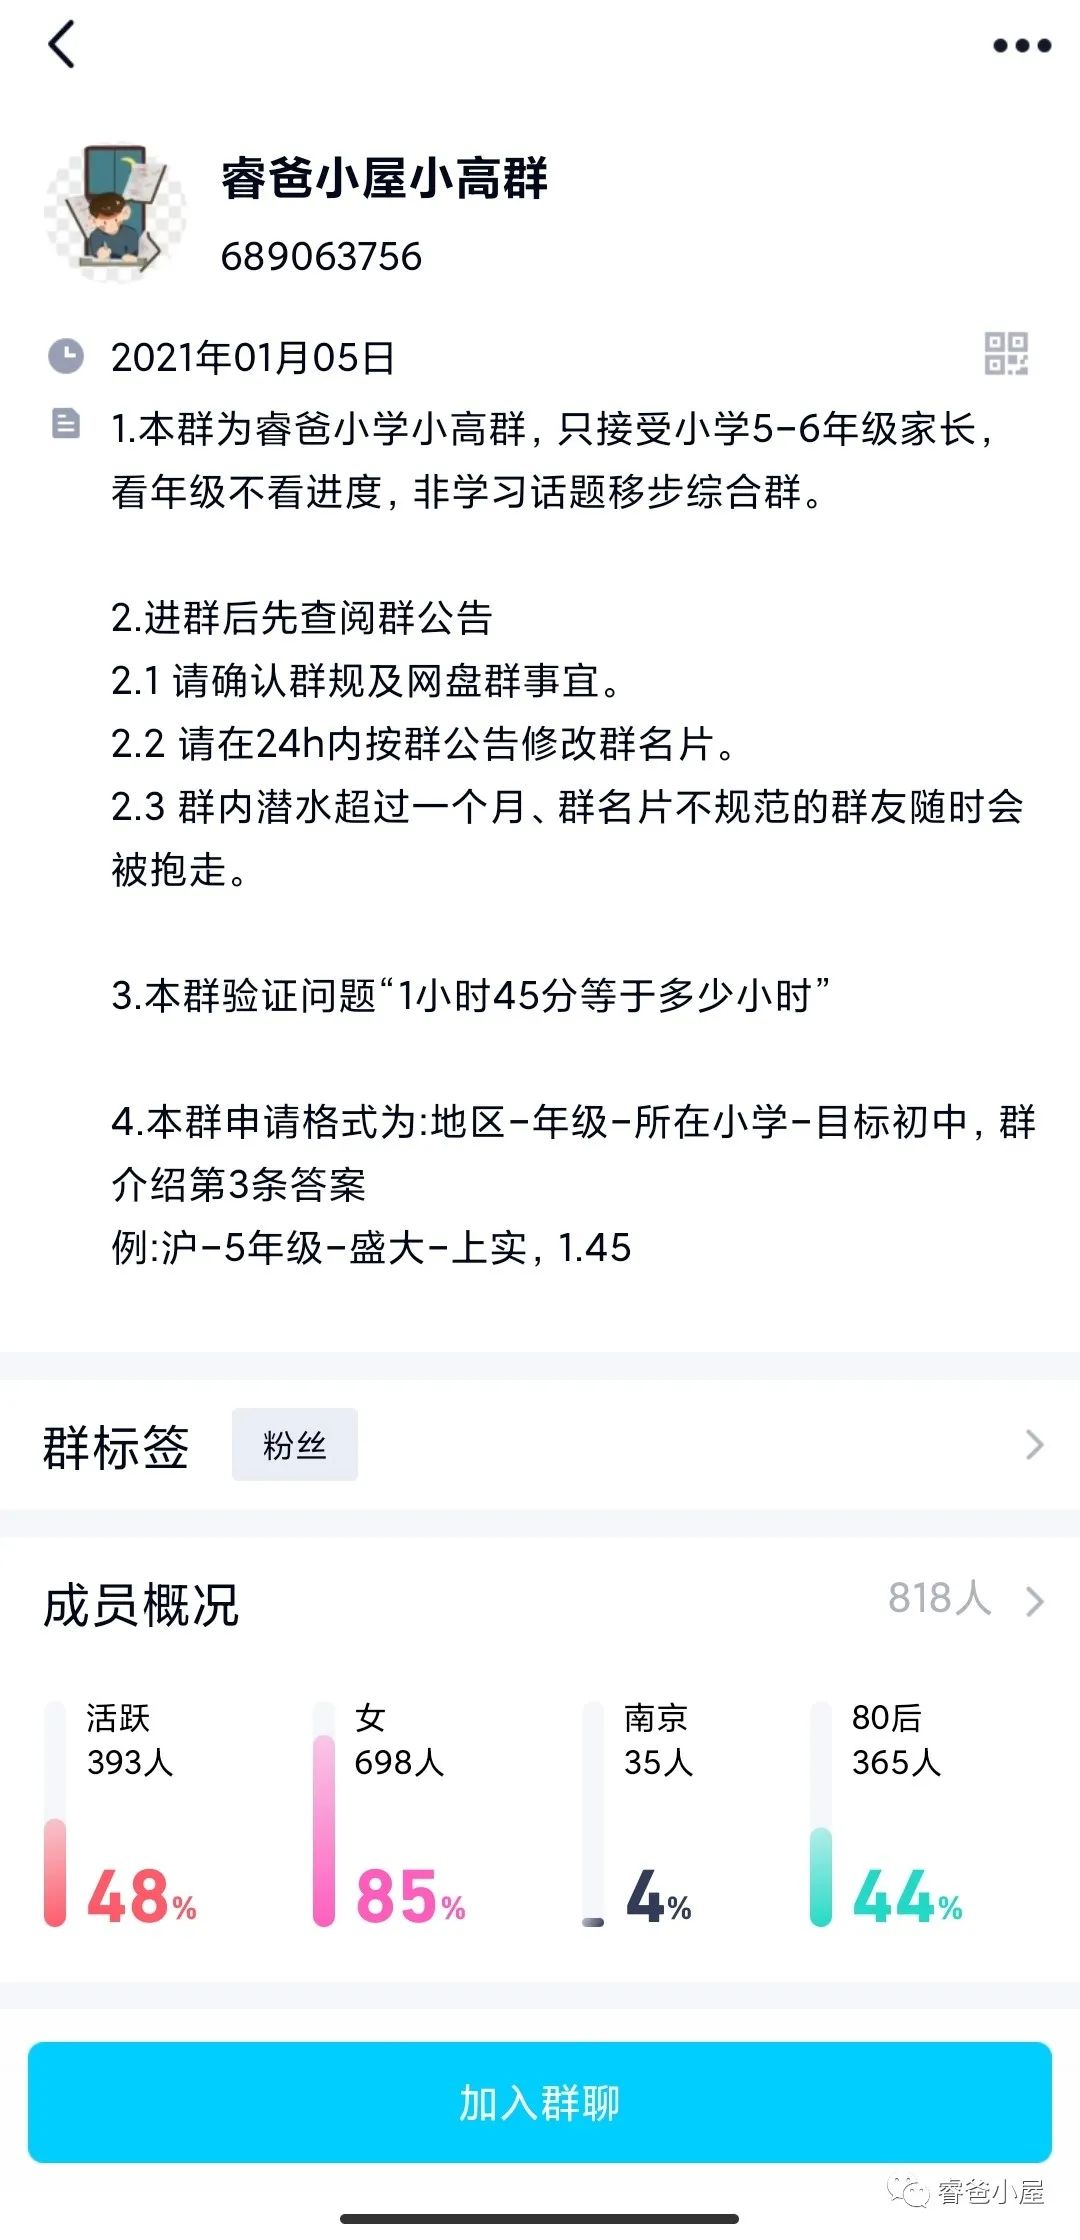 睿爸小屋小高群
689063756
2021年01月05日
1.本群为睿爸小学小高群，只接受小学5-6年级家长，
看年级不看进度，非学习话题移步综合群。
2.进群后先查阅群公告
2.1 请确认群规及网盘群事宜。
2.2 请在24h内按群公告修改群名片。
2.3 群内潜水超过一个月、群名片不规范的群友随时会
被抱走。
3.本群验证问题“1小时45分等于多少小时”
4.本群申请格式为:地区-年级-所在小学-目标初中，群
介绍第3条答案
例:沪-5年级-盛大-上实，1.45
群标签 粉丝
成员概况 818人
活跃 女 南京 80后
393人 698人 35人 365人
48% 85% 4% 44%
加入群聊
睿爸小屋